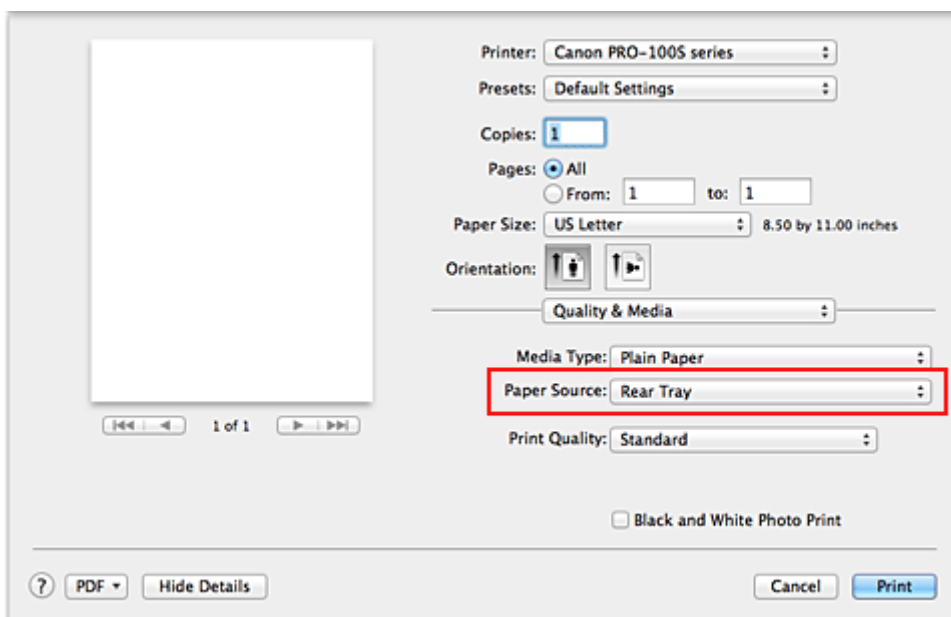 Printer: Canon PRO-100S series
Presets: Default Settings
Copies: 1
Pages: All
From: 1 to: 1
Paper Size: US Letter 8.50 by 11.00 inches
Orientation:
Quality & Media
Media Type: Plain Paper
Paper Source: Rear Tray
1 of 1
Print Quality: Standard
Black and White Photo Print
? PDF Hide Details Cancel Print